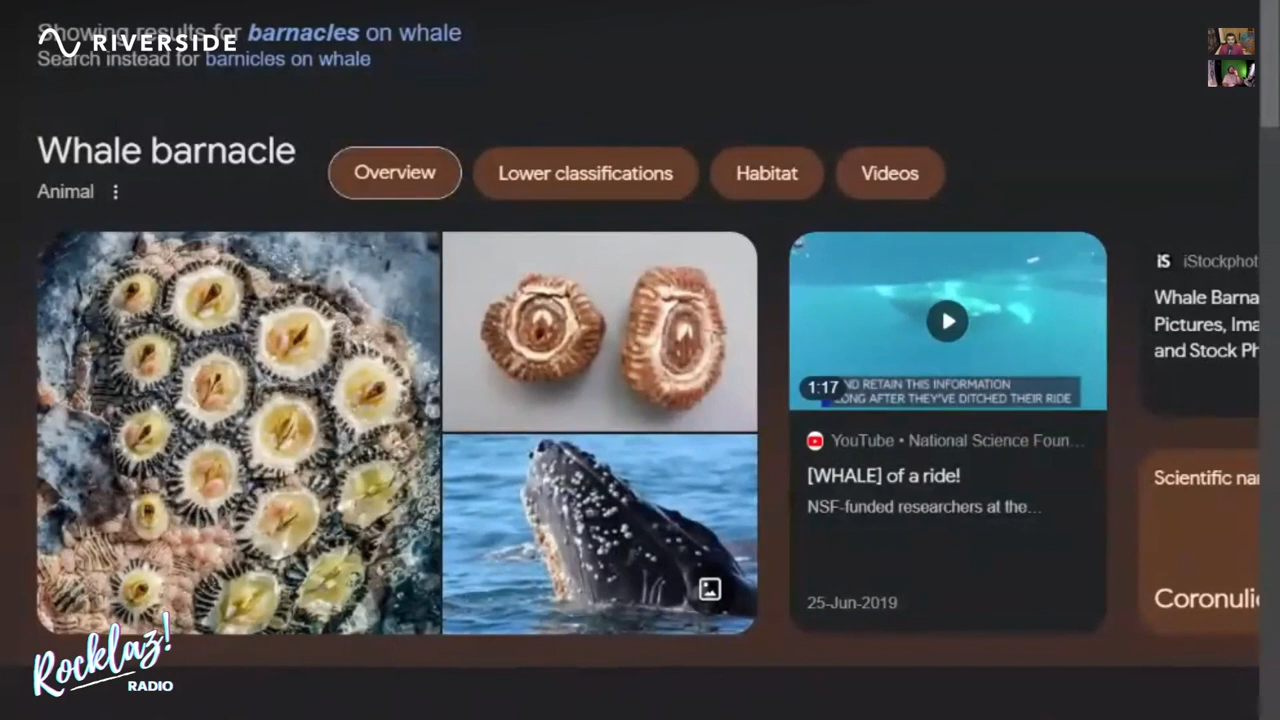 Showing results for barnacles on whale
RIVERSIDE
Search instead for barnicles on whale
Whale barnacle
Animal
Overview
Lower classifications
Habitat
Videos
1:17
ND RETAIN THIS INFORMATION
LONG AFTER THEY'VE DITCHED THEIR RIDE
YouTube • National Science Foun...
[WHALE] of a ride!
NSF-funded researchers at the...
25-Jun-2019
iS iStockphot
Whale Barna
Pictures, Ima
and Stock Ph
Scientific na
Coronuli
Rocklaz!
RADIO